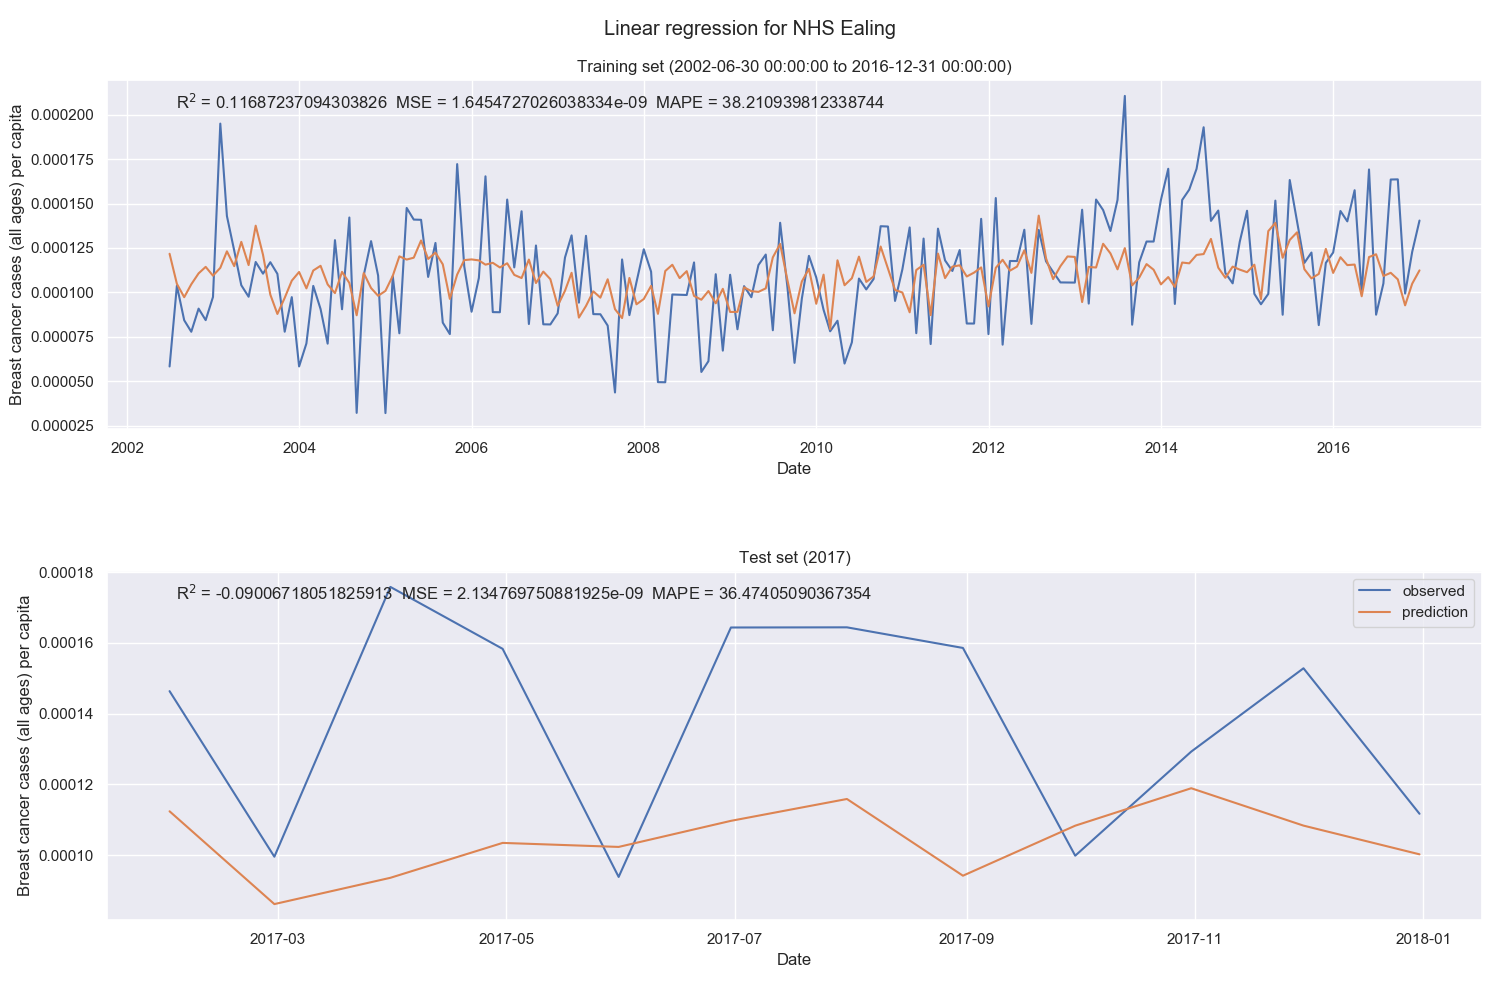 Linear regression for NHS Ealing
Training set (2002-06-30 00:00:00 to 2016-12-31 00:00:00)
R² = 0.11687237094303826 MSE = 1.6454727026038334e-09 MAPE = 38.210939812338744
Breast cancer cases (all ages) per capita
0.000200
0.000175
0.000150
0.000125
0.000100
0.000075
0.000050
0.000025
2002 2004 2006 2008 2010 2012 2014 2016
Date
Test set (2017)
R² = -0.09006718051825913 MSE = 2.134769750881925e-09 MAPE = 36.47405090367354
observed
prediction
Breast cancer cases (all ages) per capita
0.00018
0.00016
0.00014
0.00012
0.00010
2017-03 2017-05 2017-07 2017-09 2017-11 2018-01
Date